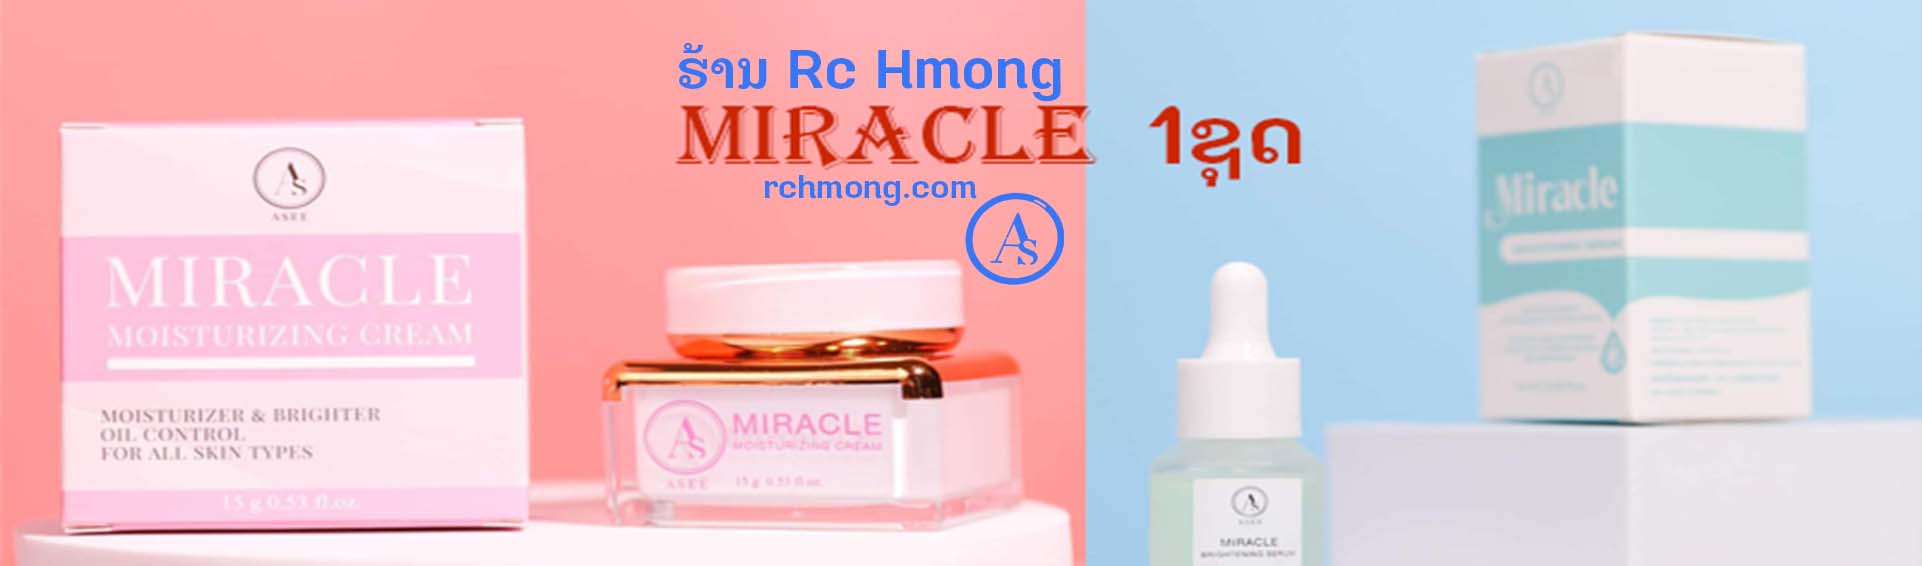 ຮ້ານ Rc Hmong
MIRACLE 1ຊຸດ
rchmong.com
As
As
ASEE
MIRACLE
MOISTURIZING CREAM
MOISTURIZER & BRIGHTER
OIL CONTROL
FOR ALL SKIN TYPES
15 g 0.53 fl.oz.
As
ASEE
MIRACLE
MOISTURIZING CREAM
15 g 0.53 fl.oz.
As
ASEE
MIRACLE
BRIGHTENING SERUM
Miracle